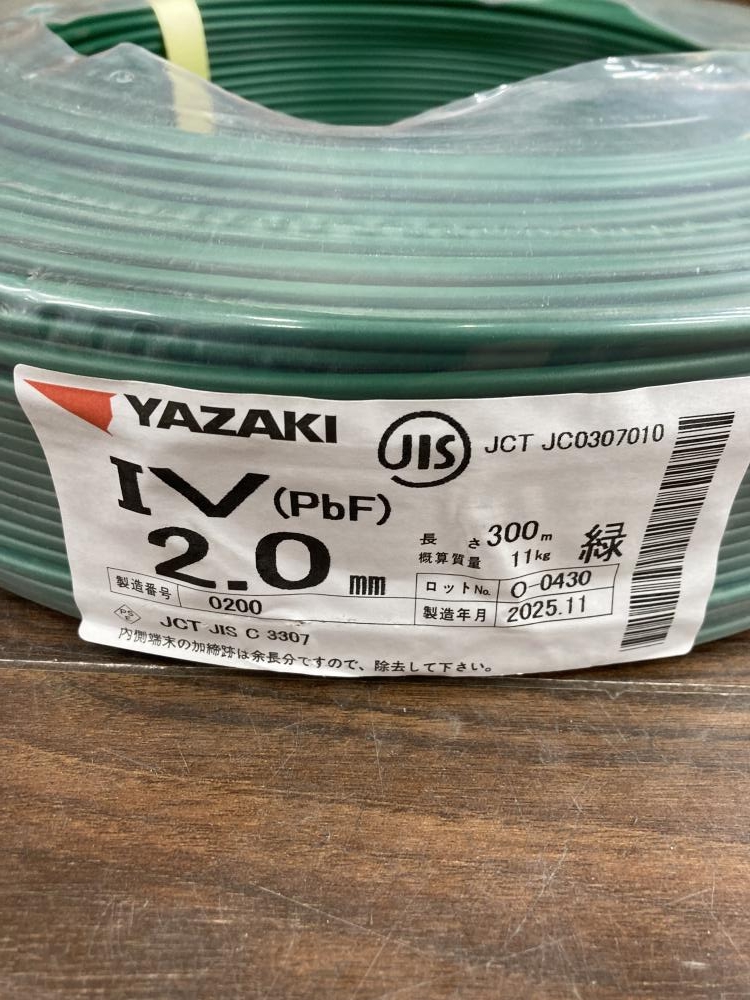 YAZAKI
JIS
JCT JC0307010
IV (PbF)
2.0 mm
長さ 300m
概算質量 11kg
緑
製造番号 0200
ロットNo. O-0430
製造年月 2025.11
PS E
JCT JIS C 3307
内側端末の加締跡は余長分ですので、除去して下さい。